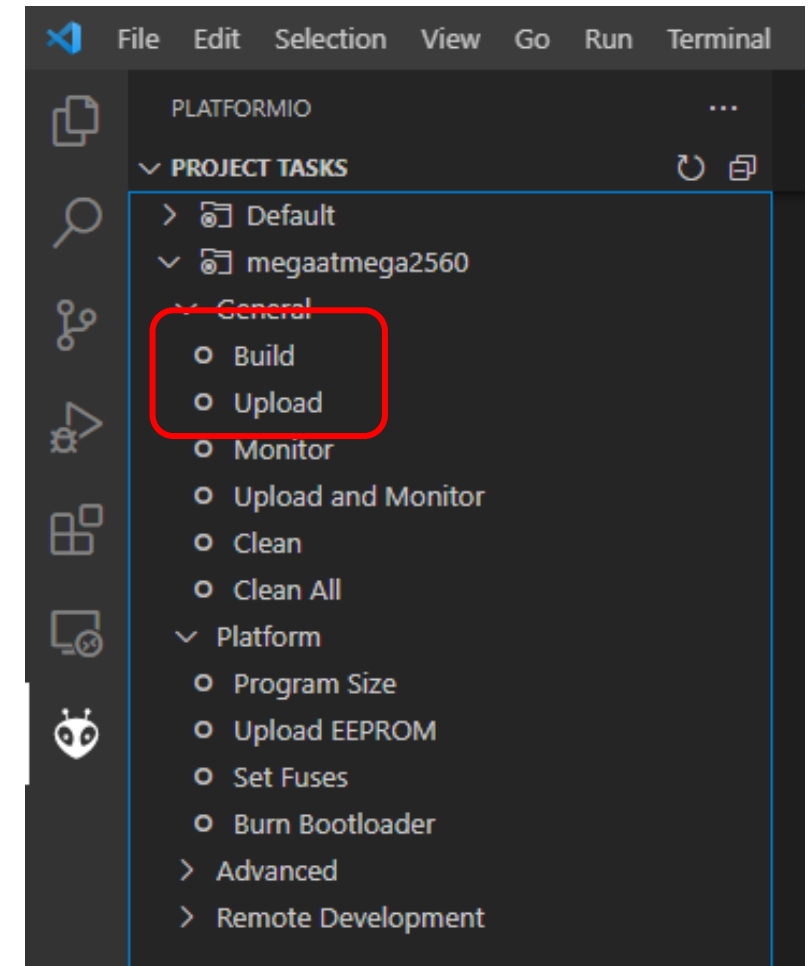 File Edit Selection View Go Run Terminal
PLATFORMIO ...
PROJECT TASKS
Default
megaatmega2560
General
Build
Upload
Monitor
Upload and Monitor
Clean
Clean All
Platform
Program Size
Upload EEPROM
Set Fuses
Burn Bootloader
Advanced
Remote Development